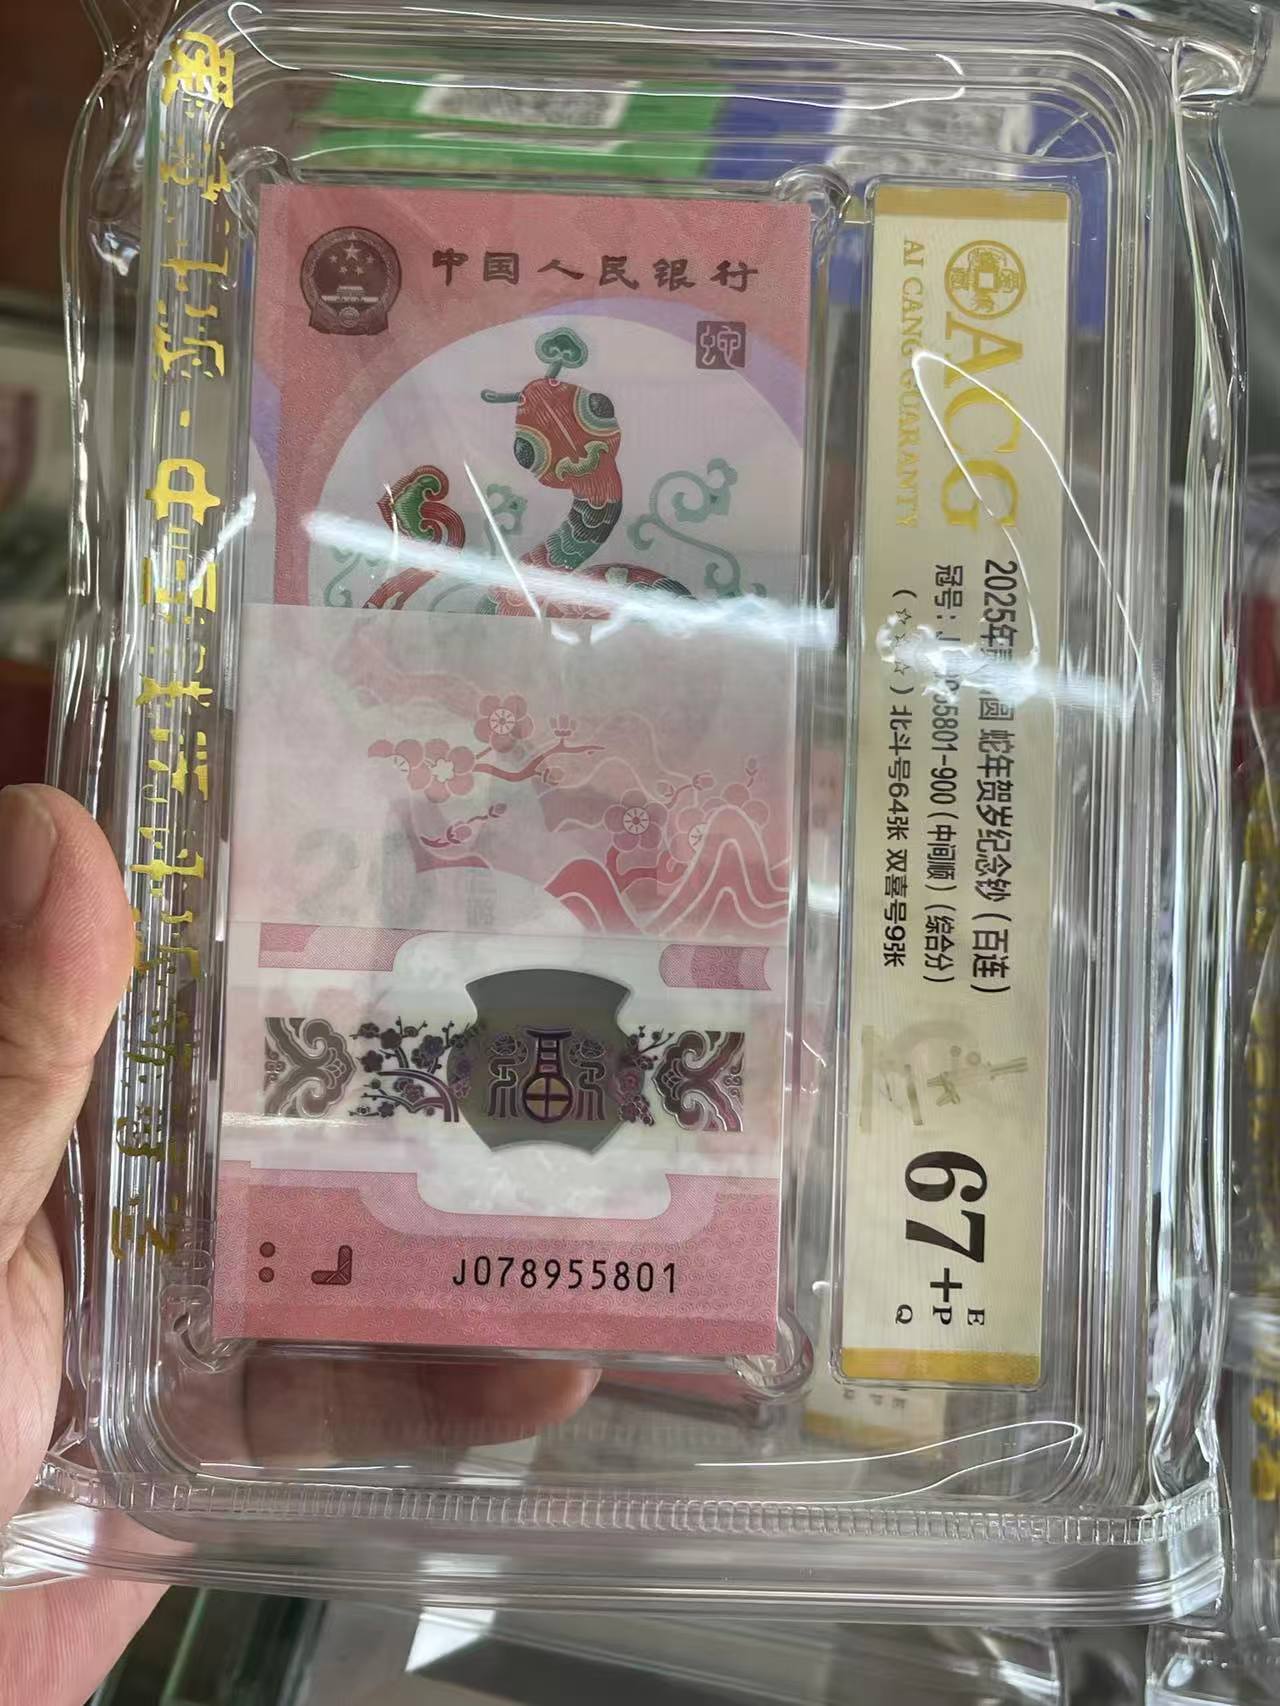 中国人民银行
蛇
J078955801
ACG
AI CANG GUARANTY
2025年
圆 蛇年贺岁纪念钞（百连）
冠号：J
5801-900（中间顺）（综合分）
（☆☆☆）北斗号64张 双喜号9张
67+
E
P
Q